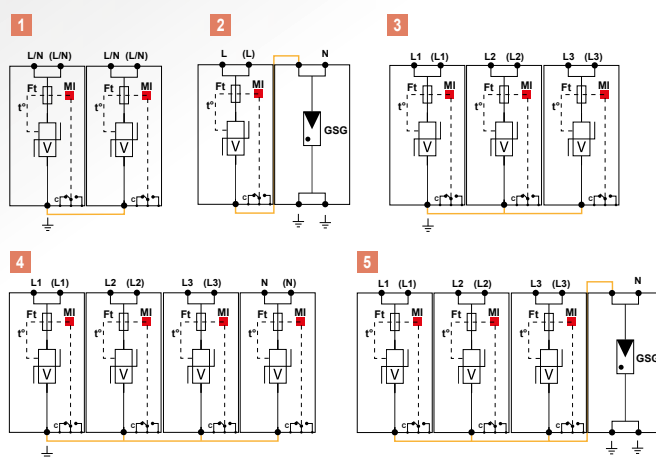 1
L/N (L/N) L/N (L/N)
Ft MI Ft MI
t° t°
V V
C C
2
L (L) N
Ft MI
t°
V
GSG
C
3
L1 (L1) L2 (L2) L3 (L3)
Ft MI Ft MI Ft MI
t° t° t°
V V V
C C C
4
L1 (L1) L2 (L2) L3 (L3) N (N)
Ft MI Ft MI Ft MI Ft MI
t° t° t° t°
V V V V
C C C C
5
L1 (L1) L2 (L2) L3 (L3) N
Ft MI Ft MI Ft MI
t° t° t°
V V V
GSG
C C C